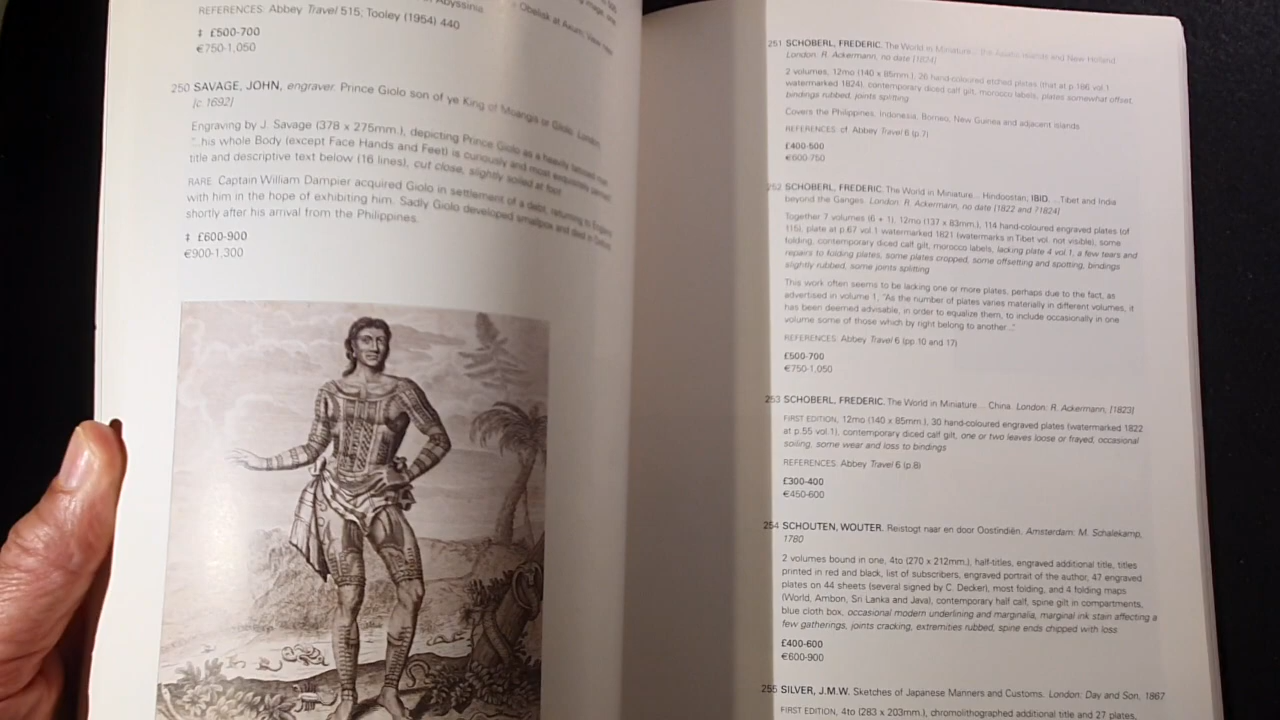 Abyssinia.
Obelisk at Axum; View near
REFERENCES: Abbey Travel 515; Tooley (1954) 440
‡ £500-700
€750-1,050
250 SAVAGE, JOHN, engraver. Prince Giolo son of ye King of Moangis or Gilolo. London,
[c.1692]
Engraving by J. Savage (378 x 275mm.), depicting Prince Giolo as a heavily tattooed man,
"...his whole Body (except Face Hands and Feet) is curiously and most exquisitely
title and descriptive text below (16 lines), cut close, slightly soiled at foot
RARE. Captain William Dampier acquired Giolo in settlement of a debt, returning to England
with him in the hope of exhibiting him. Sadly Giolo developed smallpox and died in Oxford
shortly after his arrival from the Philippines.
‡ £600-900
€900-1,300
251 SCHOBERL, FREDERIC. The World in Miniature... the Asiatic Islands and New Holland.
London: R. Ackermann, no date [1824]
2 volumes, 12mo (140 x 85mm.), 26 hand-coloured etched plates (that at p.186 vol.1
watermarked 1824), contemporary diced calf gilt, morocco labels, plates somewhat offset,
bindings rubbed, joints splitting
Covers the Philippines, Indonesia, Borneo, New Guinea and adjacent islands.
REFERENCES: cf. Abbey Travel 6 (p.7)
£400-500
€600-750
252 SCHOBERL, FREDERIC. The World in Miniature... Hindoostan, IBID. ...Tibet and India
beyond the Ganges. London: R. Ackermann, no date [1822 and ?1824]
Together 7 volumes (6 + 1), 12mo (137 x 83mm.), 114 hand-coloured engraved plates (of
115), plate at p.67 vol.1 watermarked 1821 (watermarks in Tibet vol. not visible), some
folding, contemporary diced calf gilt, morocco labels, lacking plate 4 vol.1, a few tears and
repairs to folding plates, some plates cropped, some offsetting and spotting, bindings
slightly rubbed, some joints splitting
This work often seems to be lacking one or more plates, perhaps due to the fact, as
advertised in volume 1, "As the number of plates varies materially in different volumes, it
has been deemed advisable, in order to equalize them, to include occasionally in one
volume some of those which by right belong to another..."
REFERENCES: Abbey Travel 6 (pp.10 and 17)
£500-700
€750-1,050
253 SCHOBERL, FREDERIC. The World in Miniature... China. London: R. Ackermann, [1823]
FIRST EDITION, 12mo (140 x 85mm.), 30 hand-coloured engraved plates (watermarked 1822
at p.55 vol.1), contemporary diced calf gilt, one or two leaves loose or frayed, occasional
soiling, some wear and loss to bindings
REFERENCES: Abbey Travel 6 (p.8)
£300-400
€450-600
254 SCHOUTEN, WOUTER. Reistogt naar en door Oostindiën. Amsterdam: M. Schalekamp,
1780
2 volumes bound in one, 4to (270 x 212mm.), half-titles, engraved additional title, titles
printed in red and black, list of subscribers, engraved portrait of the author, 47 engraved
plates on 44 sheets (several signed by C. Decker), most folding, and 4 folding maps
(World, Ambon, Sri Lanka and Java), contemporary half calf, spine gilt in compartments,
blue cloth box, occasional modern underlining and marginalia, marginal ink stain affecting a
few gatherings, joints cracking, extremities rubbed, spine ends chipped with loss
£400-600
€600-900
255 SILVER, J.M.W. Sketches of Japanese Manners and Customs. London: Day and Son, 1867
FIRST EDITION, 4to (283 x 203mm.), chromolithographed additional title and 27 plates,